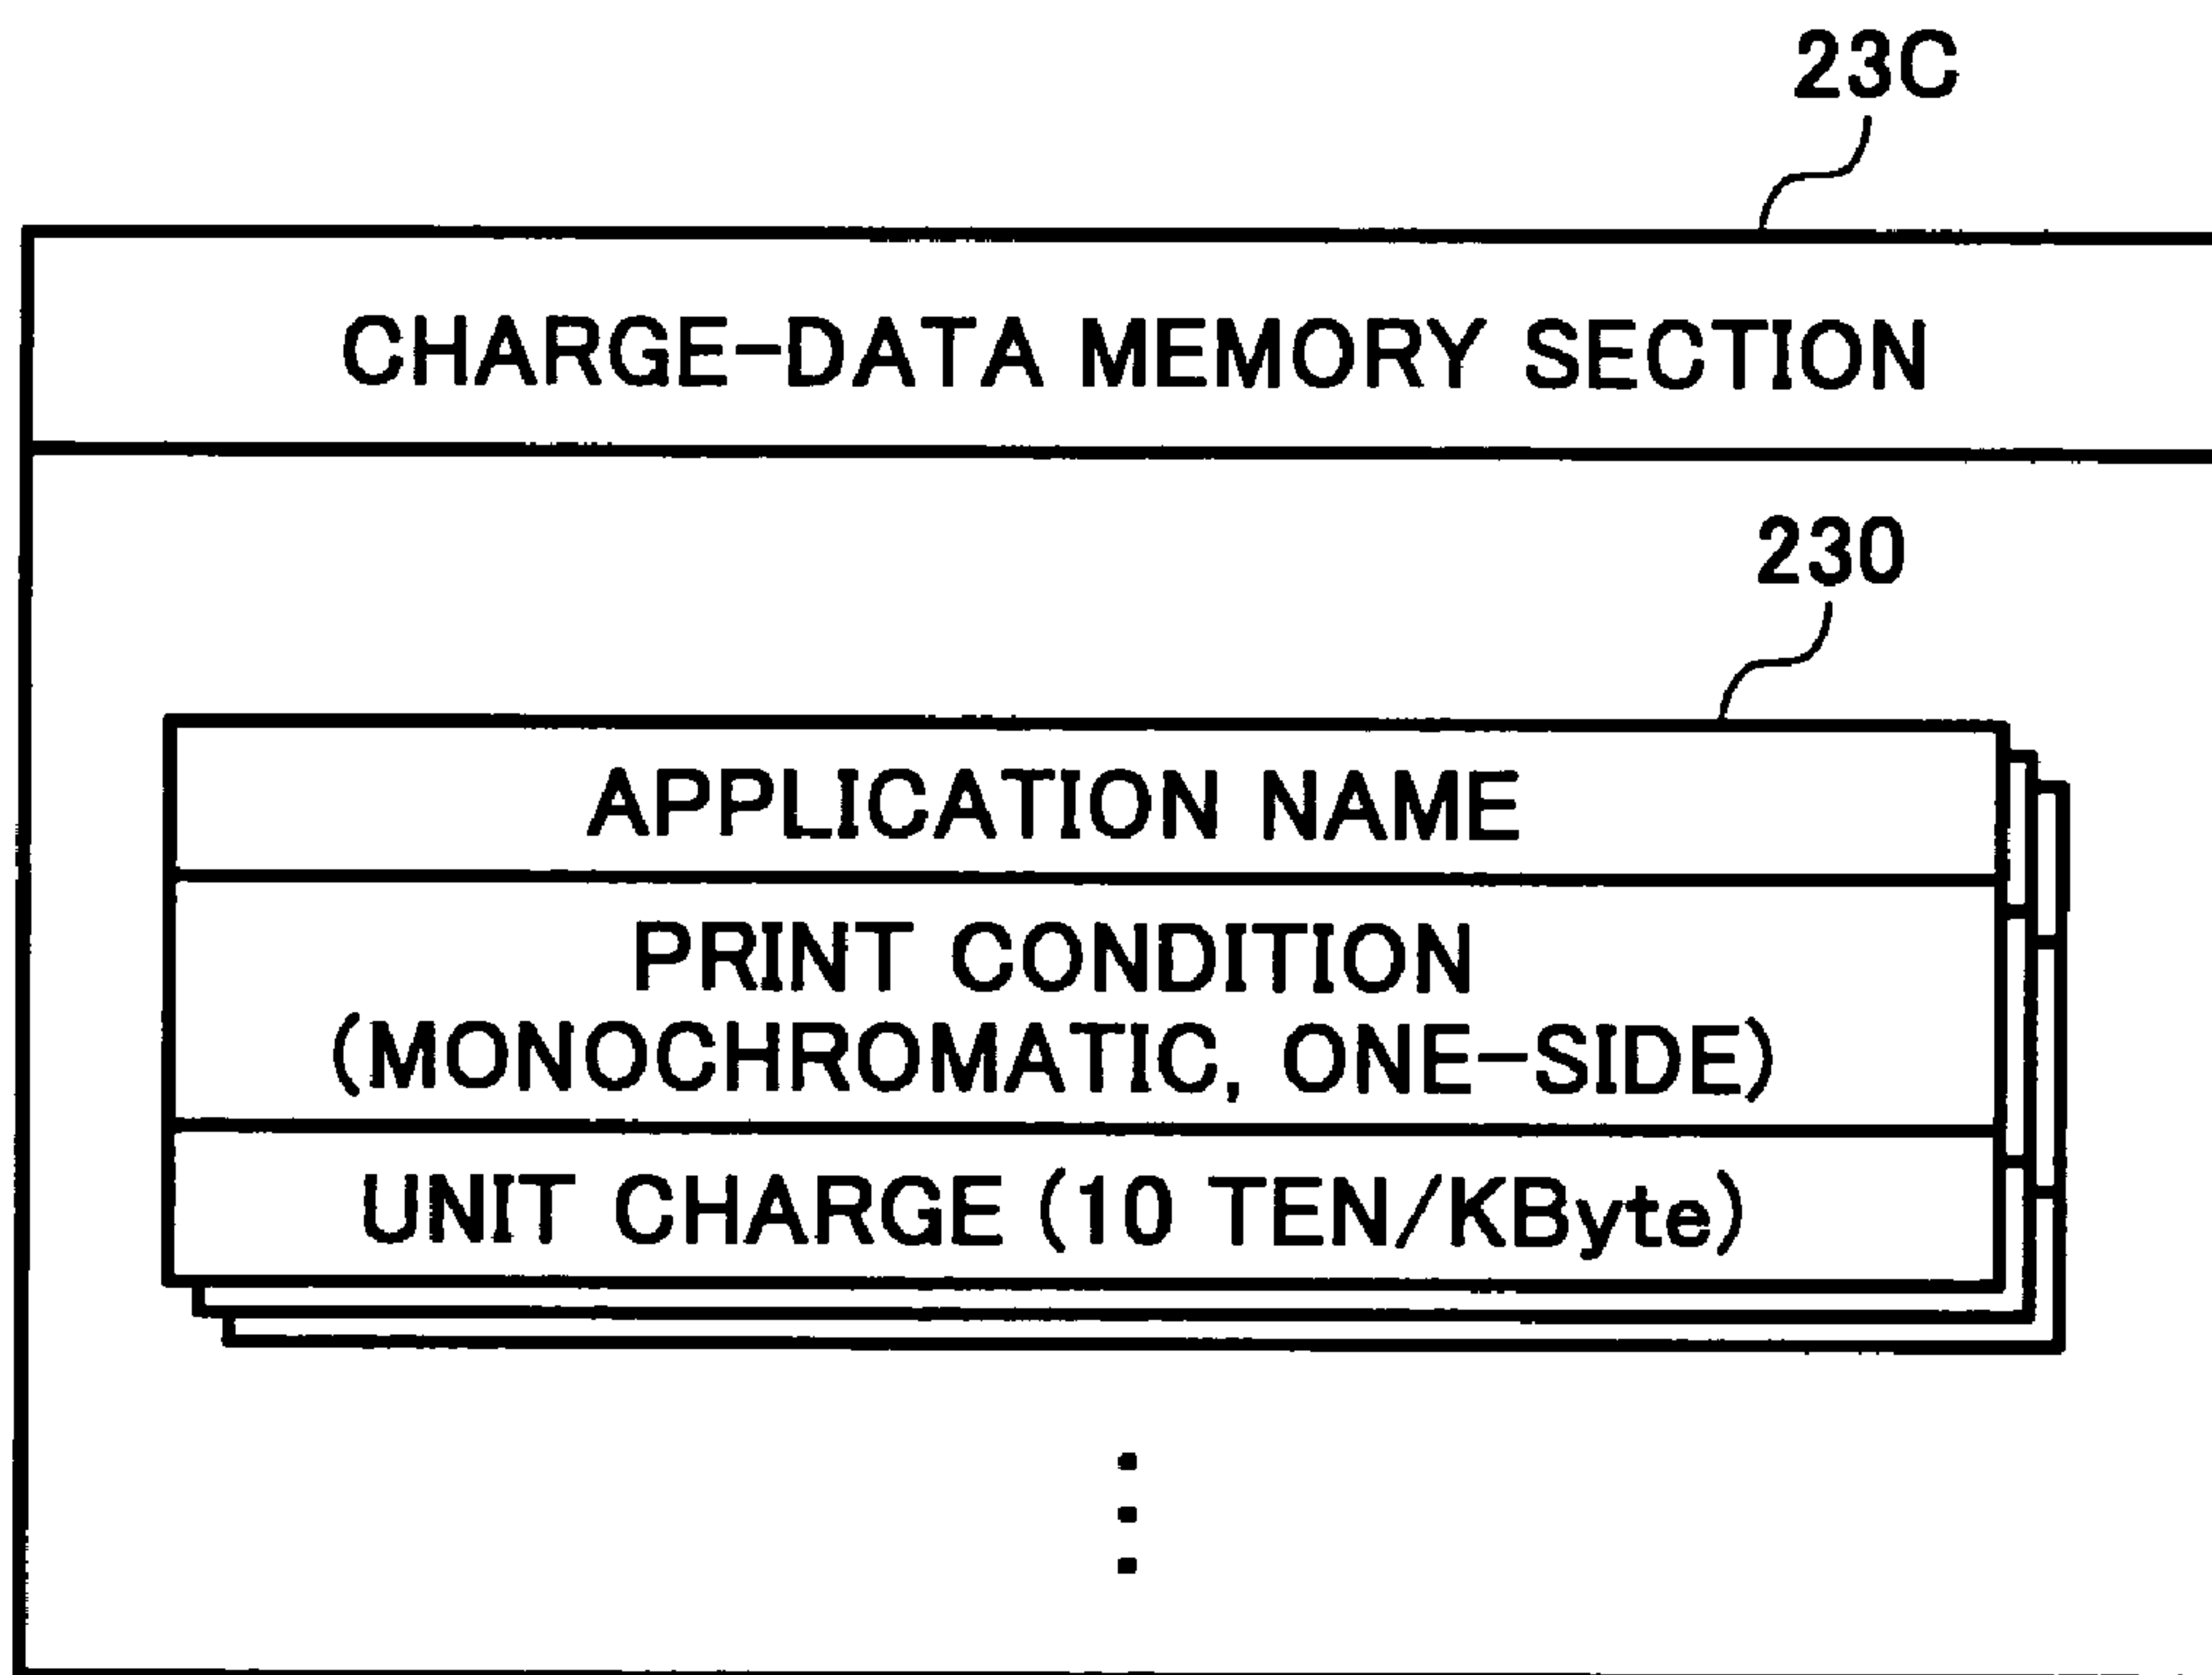 23C
CHARGE-DATA MEMORY SECTION
230
APPLICATION NAME
PRINT CONDITION
(MONOCHROMATIC, ONE-SIDE)
UNIT CHARGE (10 TEN/KByte)